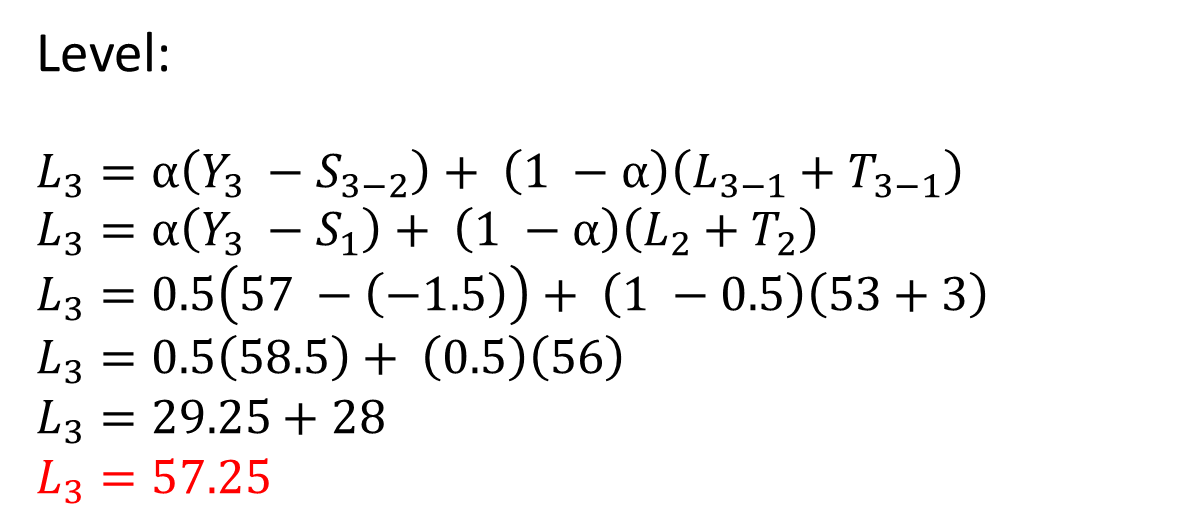 Level:
L₃ = α(Y₃ − S₃₋₂) + (1 − α)(L₃₋₁ + T₃₋₁)
L₃ = α(Y₃ − S₁) + (1 − α)(L₂ + T₂)
L₃ = 0.5(57 − (−1.5)) + (1 − 0.5)(53 + 3)
L₃ = 0.5(58.5) + (0.5)(56)
L₃ = 29.25 + 28
L₃ = 57.25